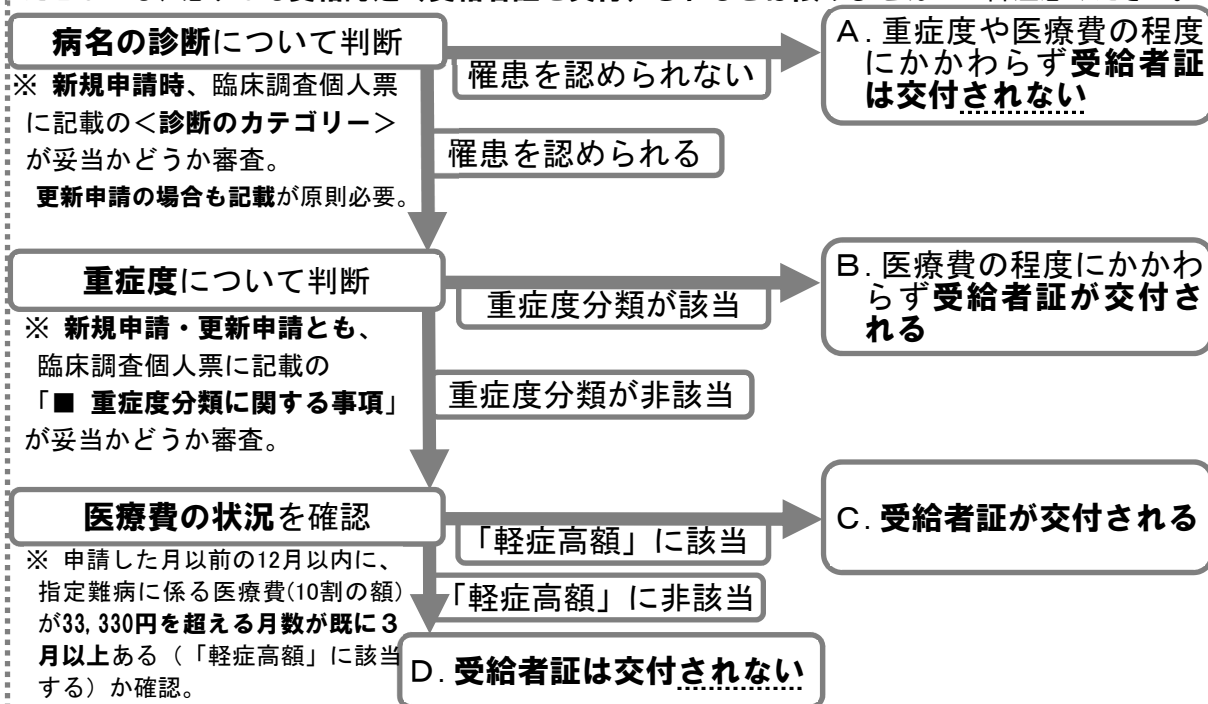 病名の診断について判断
罹患を認められない
A．重症度や医療費の程度
にかかわらず受給者証
は交付されない
※ 新規申請時、臨床調査個人票
に記載の＜診断のカテゴリー＞
が妥当かどうか審査。
更新申請の場合も記載が原則必要。
罹患を認められる
重症度について判断
重症度分類が該当
B．医療費の程度にかかわ
らず受給者証が交付さ
れる
※ 新規申請・更新申請とも、
臨床調査個人票に記載の
「■ 重症度分類に関する事項」
が妥当かどうか審査。
重症度分類が非該当
医療費の状況を確認
「軽症高額」に該当
C．受給者証が交付される
※ 申請した月以前の12月以内に、
指定難病に係る医療費(10割の額)
が33,330円を超える月数が既に３
月以上ある（「軽症高額」に該当
する）か確認。
「軽症高額」に非該当
D．受給者証は交付されない